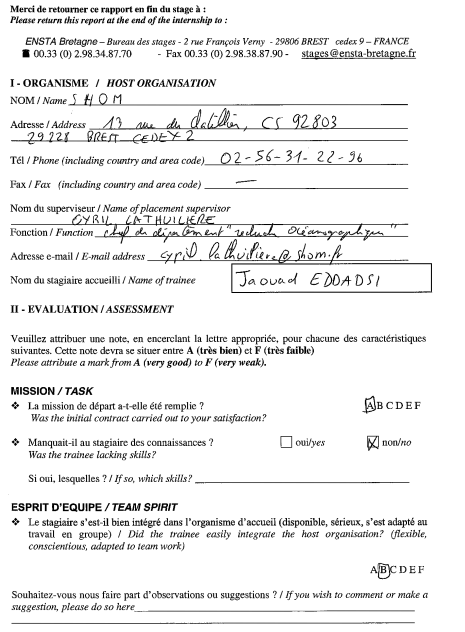 Merci de retourner ce rapport en fin du stage à :
Please return this report at the end of the internship to :
ENSTA Bretagne – Bureau des stages - 2 rue François Verny - 29806 BREST cedex 9 – FRANCE
☎ 00.33 (0) 2.98.34.87.70 - Fax 00.33 (0) 2.98.38.87.90 - stages@ensta-bretagne.fr
I - ORGANISME / HOST ORGANISATION
NOM / Name SHOM
Adresse / Address 13 rue du Chatellier, CS 92803
29228 BREST CEDEX 2
Tél / Phone (including country and area code) 02-56-31-22-96
Fax / Fax (including country and area code) —
Nom du superviseur / Name of placement supervisor
CYRIL LATHUILIERE
Fonction / Function chef du département "recherche océanographique"
Adresse e-mail / E-mail address cyril.lathuiliere@shom.fr
Nom du stagiaire accueilli / Name of trainee Jaouad EDDADSI
II - EVALUATION / ASSESSMENT
Veuillez attribuer une note, en encerclant la lettre appropriée, pour chacune des caractéristiques
suivantes. Cette note devra se situer entre A (très bien) et F (très faible)
Please attribute a mark from A (very good) to F (very weak).
MISSION / TASK
❖ La mission de départ a-t-elle été remplie ? A B C D E F
Was the initial contract carried out to your satisfaction?
❖ Manquait-il au stagiaire des connaissances ? ☐ oui/yes ☒ non/no
Was the trainee lacking skills?
Si oui, lesquelles ? / If so, which skills?
ESPRIT D'EQUIPE / TEAM SPIRIT
❖ Le stagiaire s'est-il bien intégré dans l'organisme d'accueil (disponible, sérieux, s'est adapté au
travail en groupe) / Did the trainee easily integrate the host organisation? (flexible,
conscientious, adapted to team work)
A B C D E F
Souhaitez-vous nous faire part d'observations ou suggestions ? / If you wish to comment or make a
suggestion, please do so here